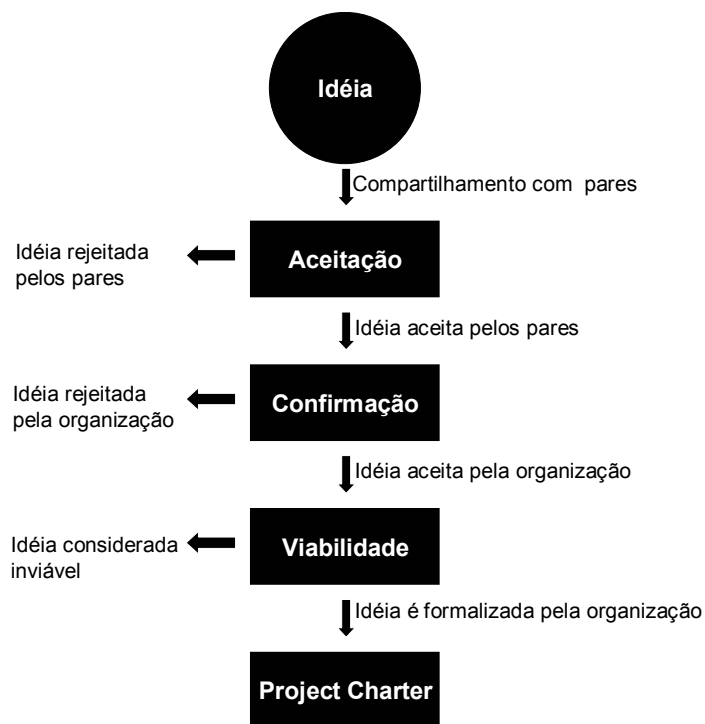 Idéia
Compartilhamento com pares
Idéia rejeitada
pelos pares
Aceitação
Idéia aceita pelos pares
Idéia rejeitada
pela organização
Confirmação
Idéia aceita pela organização
Idéia considerada
inviável
Viabilidade
Idéia é formalizada pela organização
Project Charter